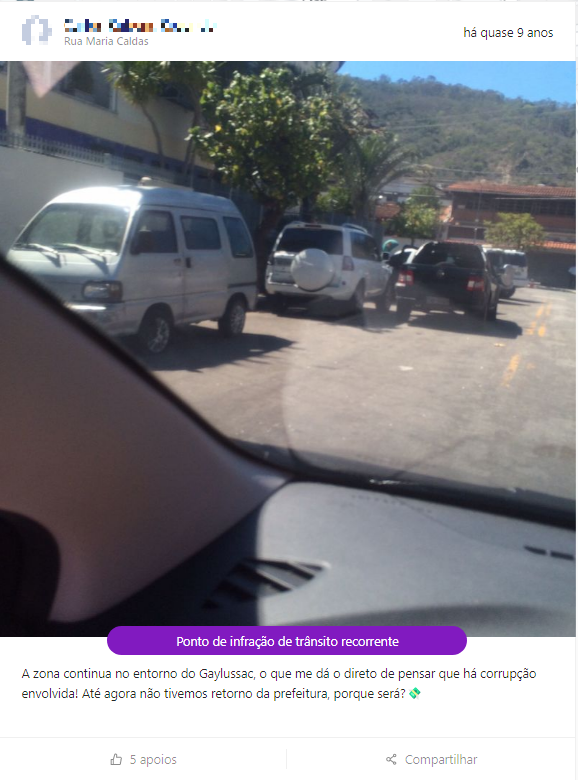 Rua Maria Caldas
há quase 9 anos
Ponto de infração de trânsito recorrente
A zona continua no entorno do Gaylussac, o que me dá o direto de pensar que há corrupção
envolvida! Até agora não tivemos retorno da prefeitura, porque será? 💸
5 apoios
Compartilhar